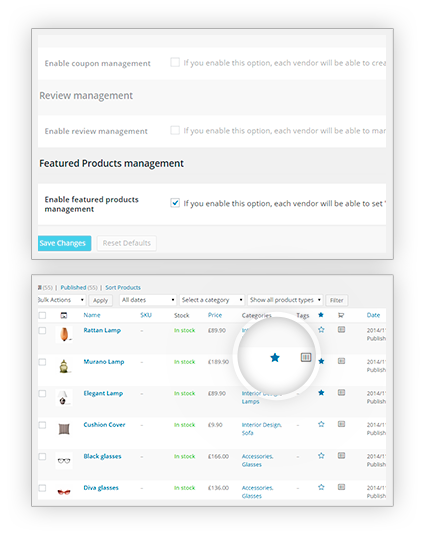 Enable coupon management If you enable this option, each vendor will be able to crea
Review management
Enable review management If you enable this option, each vendor will be able to mar
Featured Products management
Enable featured products If you enable this option, each vendor will be able to set
management
Save Changes Reset Defaults
(55) | Published (55) | Sort Products
Bulk Actions Apply All dates Select a category Show all product types Filter
Name SKU Stock Price Categories Tags Date
Rattan Lamp – In stock £89.90 2014/1
Publish
Murano Lamp – In stock £189.90 2014/1
Publish
Elegant Lamp – In stock £89.90 Interior Design, – 2014/1
Lamps Publish
Cushion Cover – In stock £9.90 Interior Design, – 2014/1
Sofa Publish
Black glasses – In stock £166.00 Accessories, – 2014/1
Glasses Publish
Diva glasses – In stock £136.00 Accessories, – 2014/1
Glasses Publish